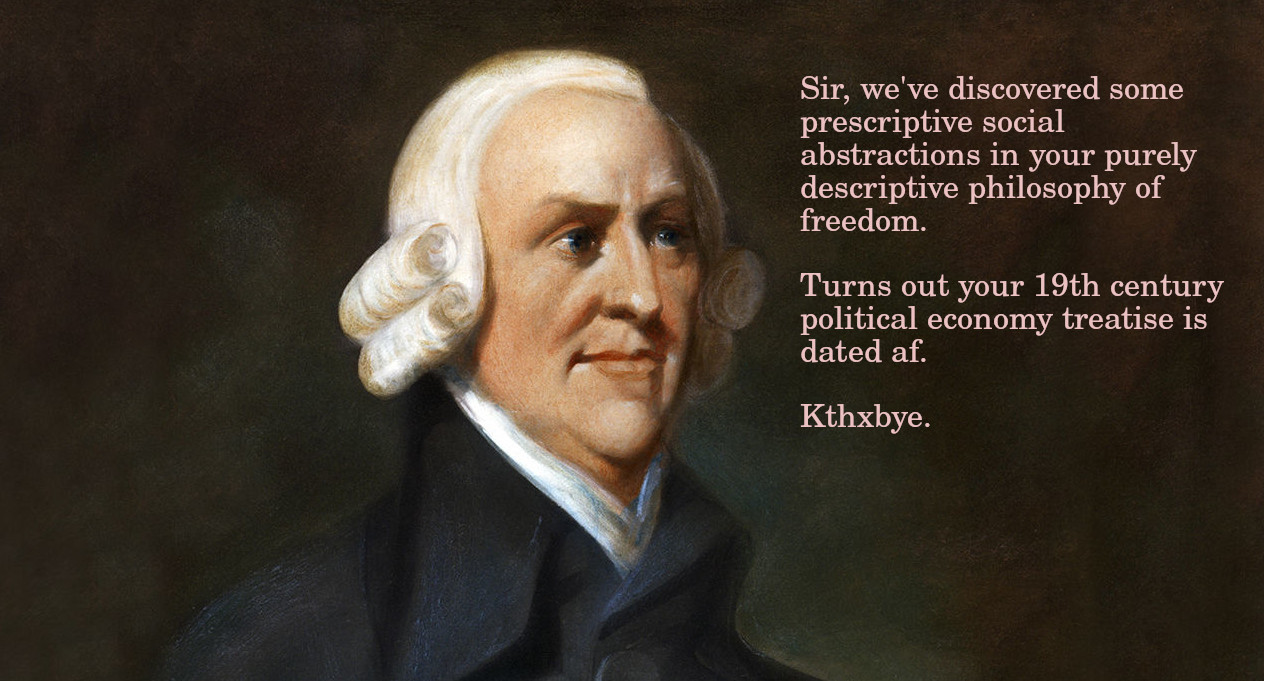 Sir, we've discovered some
prescriptive social
abstractions in your purely
descriptive philosophy of
freedom.
Turns out your 19th century
political economy treatise is
dated af.
Kthxbye.